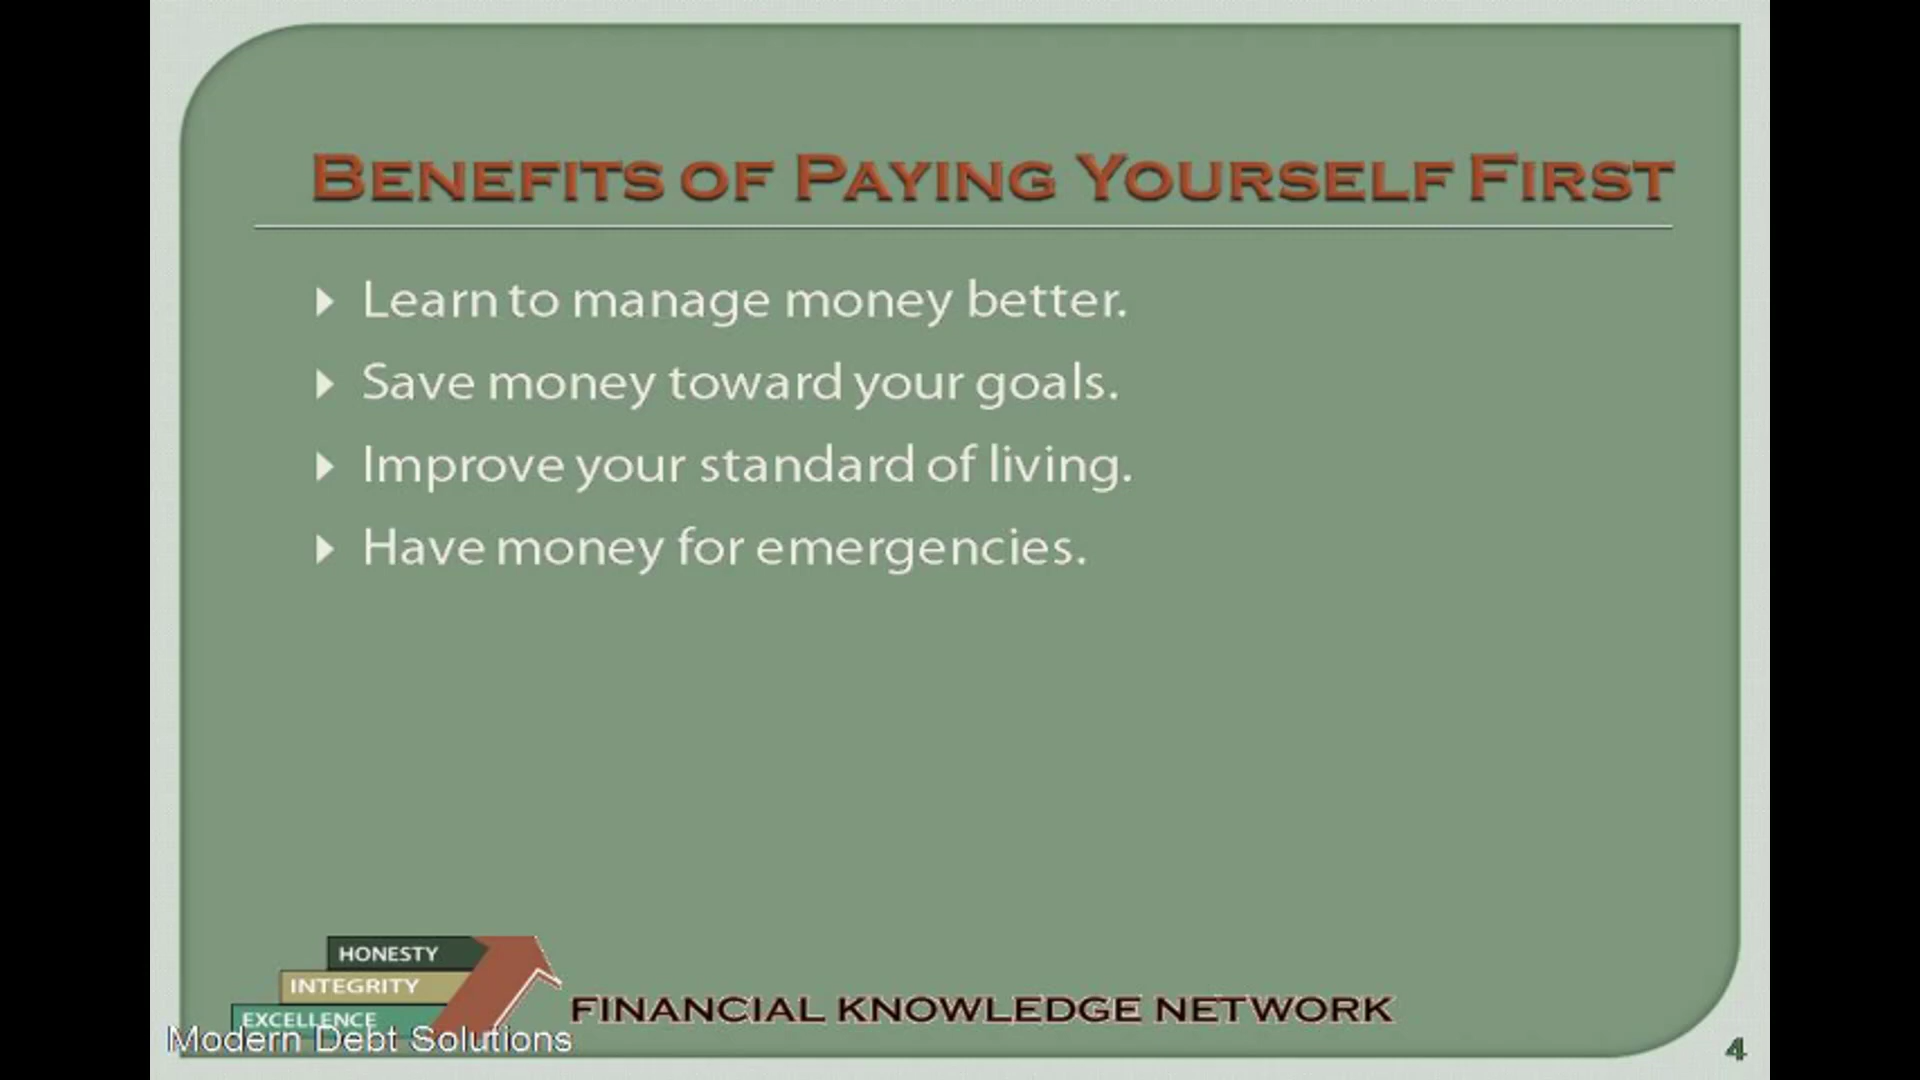 Benefits of Paying Yourself First
Learn to manage money better.
Save money toward your goals.
Improve your standard of living.
Have money for emergencies.
HONESTY
INTEGRITY
EXCELLENCE
FINANCIAL KNOWLEDGE NETWORK
Modern Debt Solutions
4